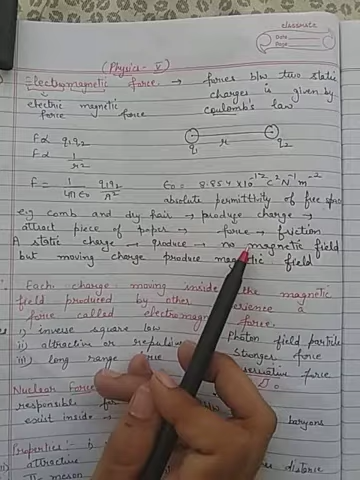 classmate
Date
Page
(Physics - V)
Electromagnetic force → forces b/w two static
electric magnetic charges is given by
force force Coulomb's law
F ∝ q1q2
F ∝ 1/r²
q1 r q2
F = 1/4πε0 q1q2/r² ε0 = 8.854 × 10⁻¹² C² N⁻¹ m⁻²
absolute permittivity of free space
e.g comb and dry hair → produce charge →
attract piece of paper → force → friction
A static charge → produce → no magnetic field
but moving charge produce magnetic field
Each charge moving inside the magnetic
field produced by other experience a
force called electromagnetic force.
i) inverse square law Photon field particle
ii) attractive or repulsive stronger force
iii) long range force
Nuclear force
responsible
exist inside baryons
Properties :- i)
attractive distance
π meson